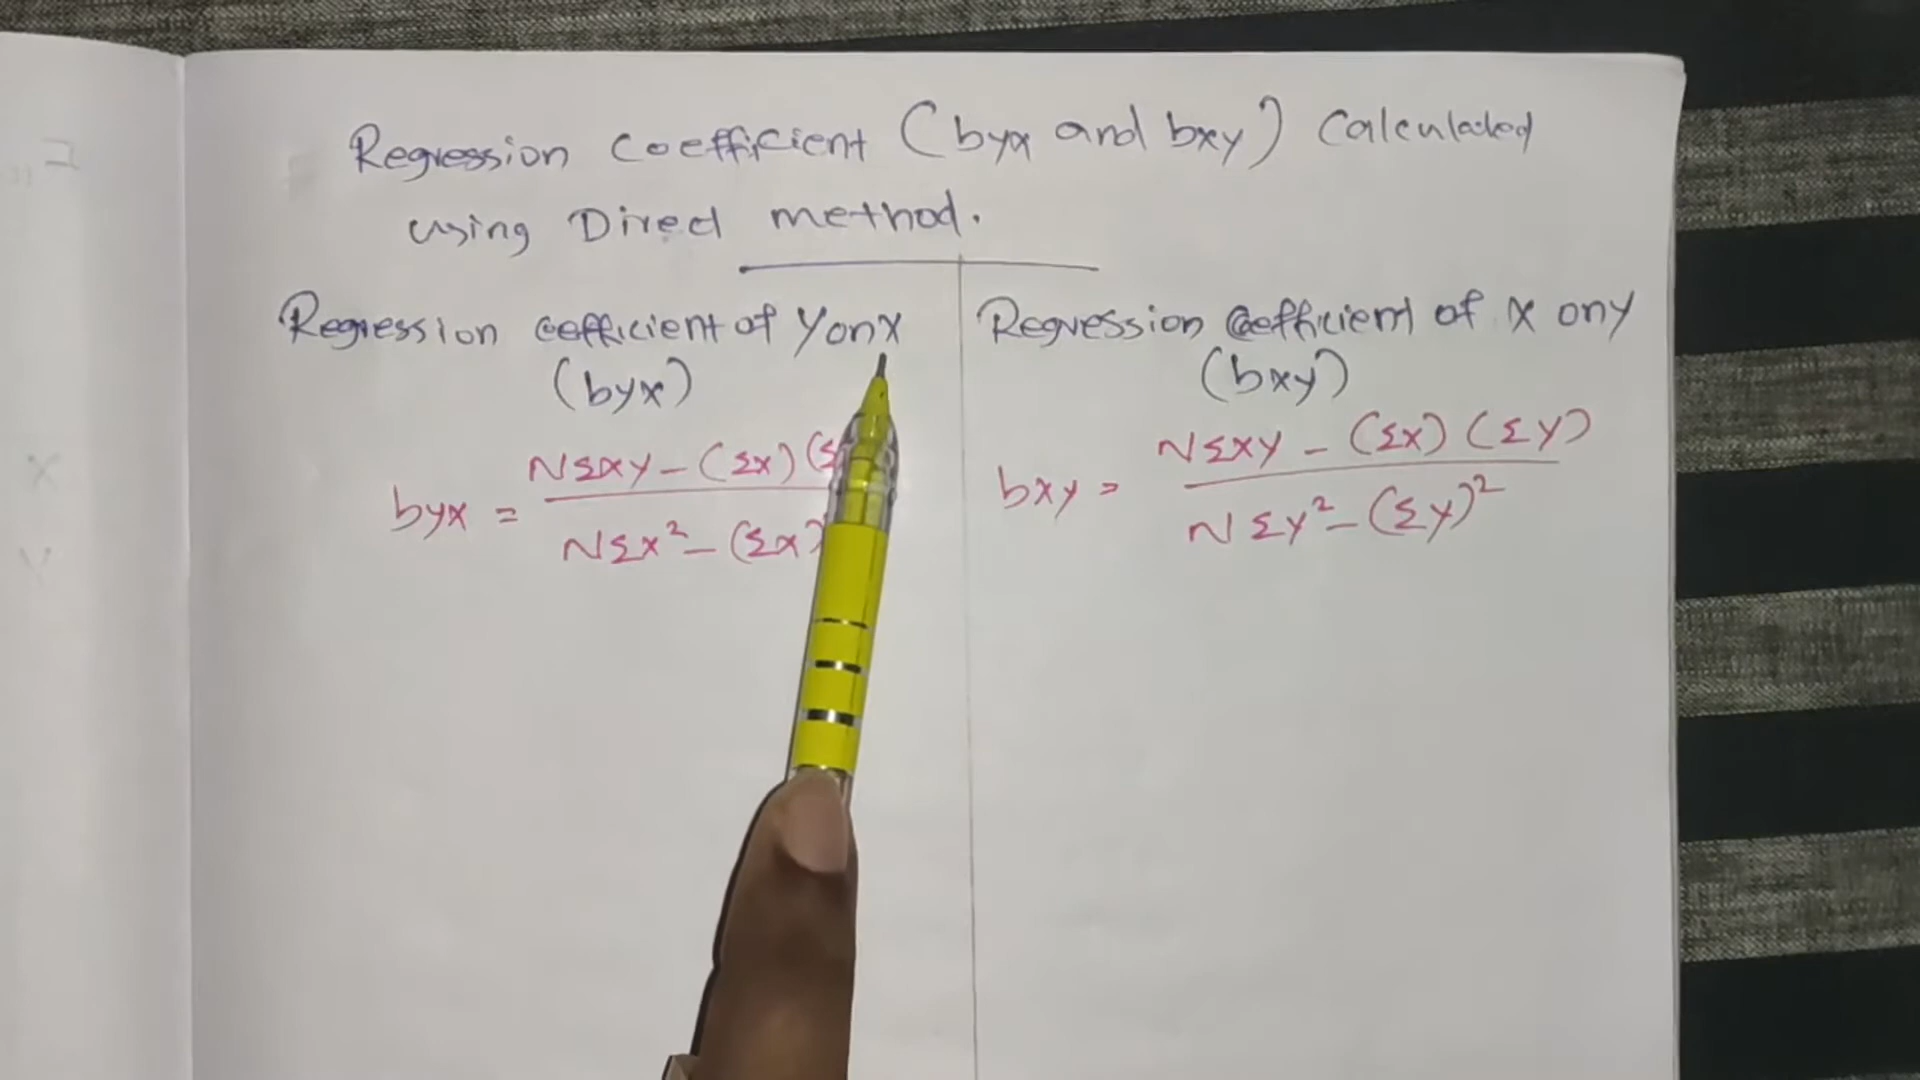 Regression Coefficient (byx and bxy) Calculated
using Direct method.
Regression coefficient of Y on X
(byx)
byx = NΣxy - (Σx) (Σ
NΣx² - (Σx)
Regression Coefficient of X on y
(bxy)
bxy = NΣxy - (Σx) (Σy)
NΣy² - (Σy)²